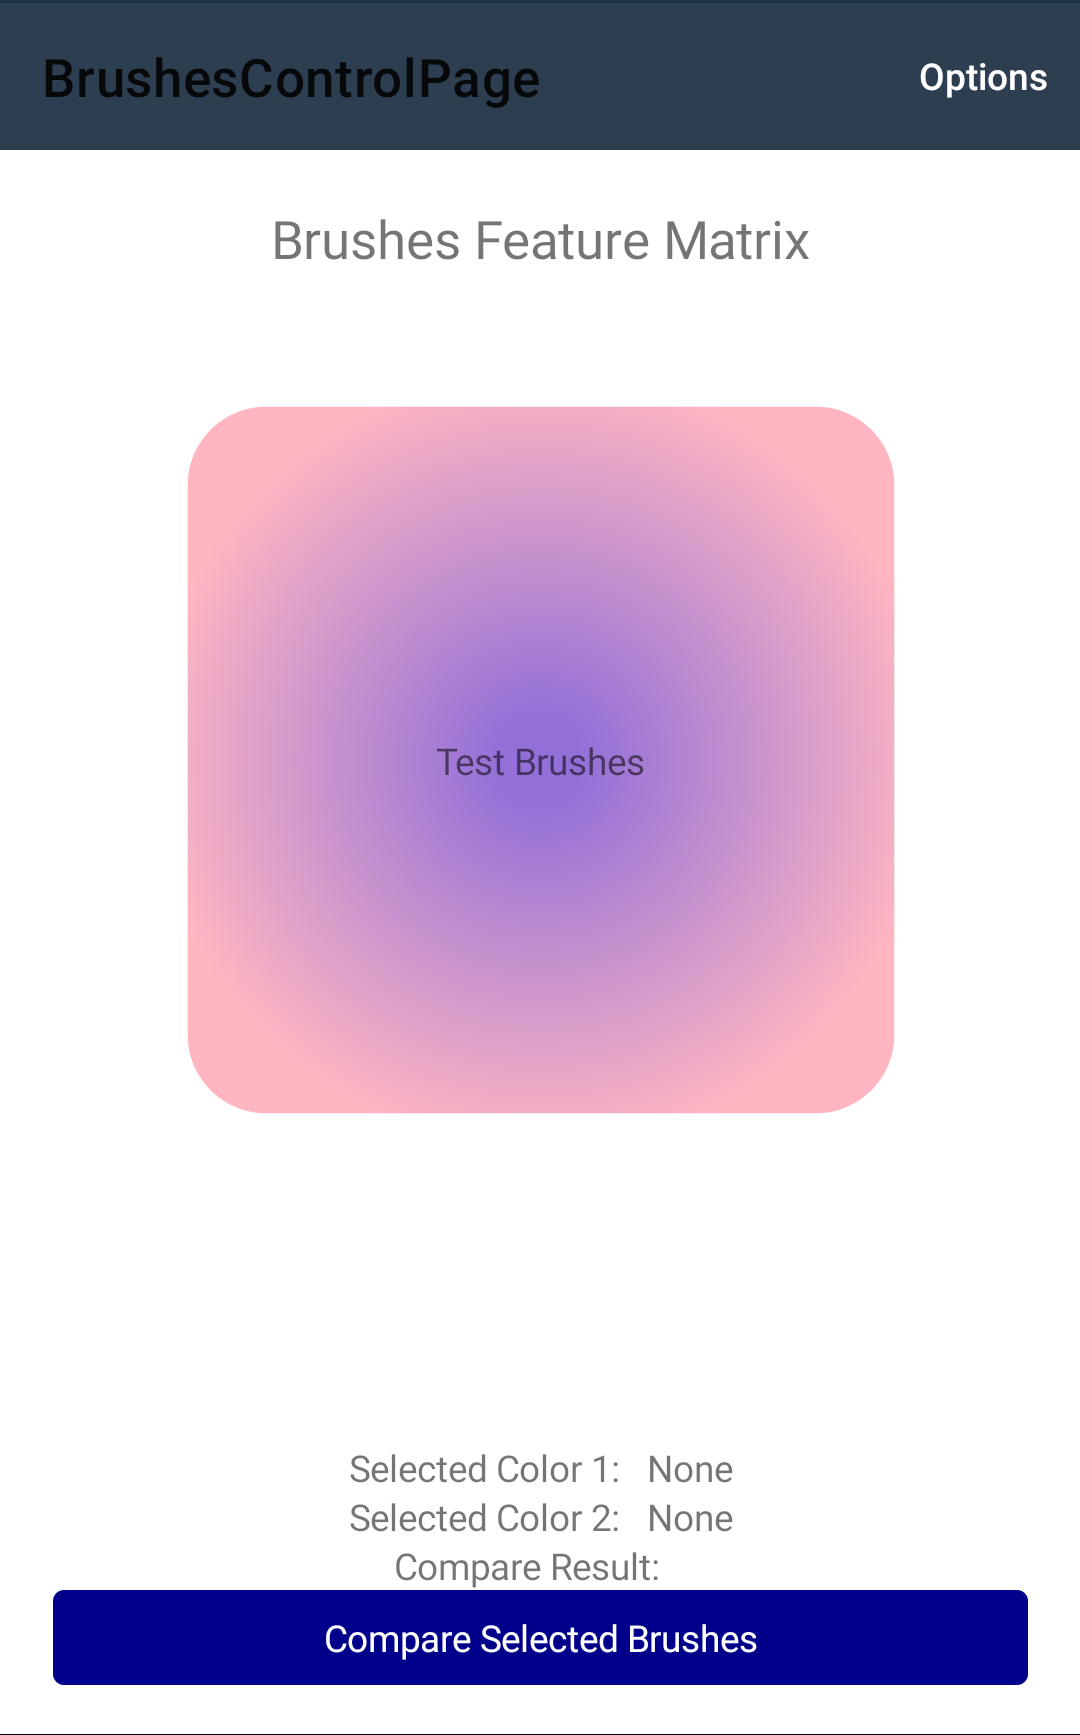 BrushesControlPage
Options
Brushes Feature Matrix
Test Brushes
Selected Color 1: None
Selected Color 2: None
Compare Result:
Compare Selected Brushes